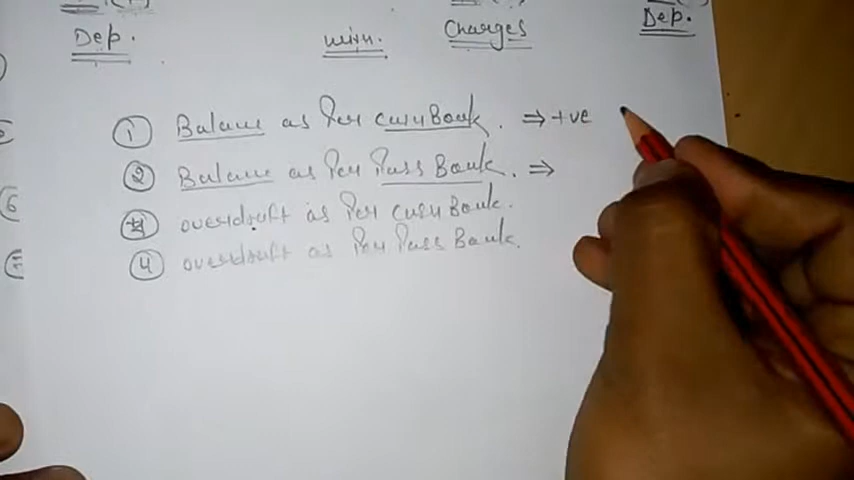 Dep. with. Charges Dep.
① Balance as Per cash Book. ⇒ +ve
② Balance as Per Pass Book. ⇒
③ overdraft as Per cash Book.
④ overdraft as Per Pass Book.